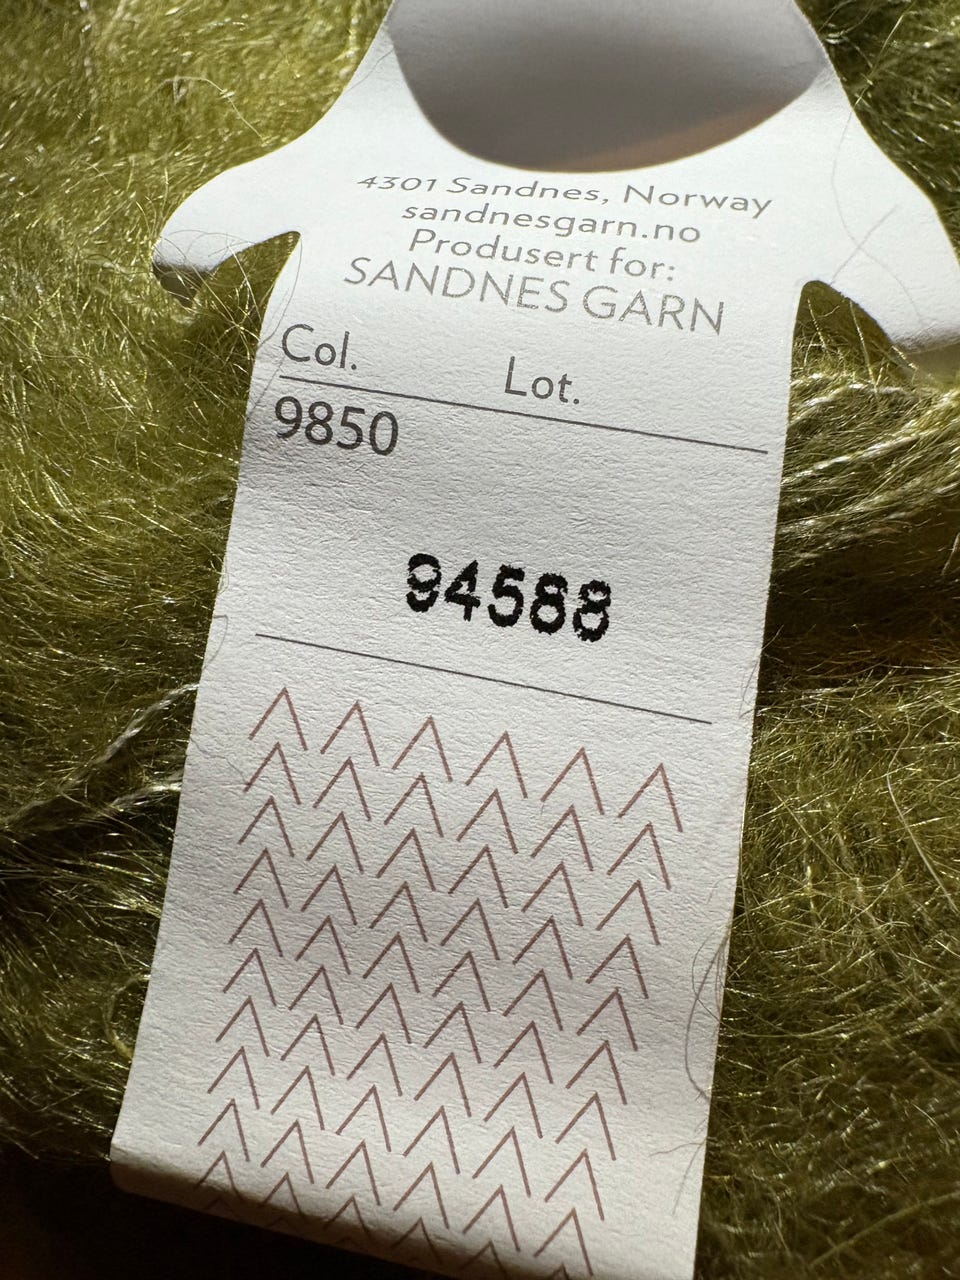 4301 Sandnes, Norway
sandnesgarn.no
Produsert for:
SANDNES GARN
Col. Lot.
9850
94588